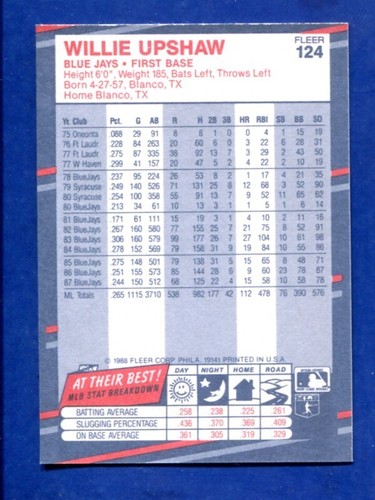 WILLIE UPSHAW
FLEER
124
BLUE JAYS • FIRST BASE
Height 6'0", Weight 185, Bats Left, Throws Left
Born 4-27-57, Blanco, TX
Home Blanco, TX
Yr. Club Pct. G AB R H 2B 3B HR RBI SB BB SO
75 Oneonta .088 29 91 8 8 1 0 0 4 1 15 19
76 Ft Laudr .228 84 263 20 60 6 0 3 22 6 28 31
77 Ft Laudr .275 87 335 38 92 13 7 3 29 2 43 50
77 W Haven .299 41 157 20 47 2 4 10 19
78 BlueJays .237 95 224 26 53 8 2 1 17 4 21 35
79 Syracuse .249 140 526 71 131 25 8 12 68 3 52 90
80 Syracuse .254 100 358 9 52 11 65 62
80 BlueJays .213 34 61 10 13 3 1 1 5 1 6 14
81 BlueJays .171 61 111 15 19 3 1 4 10 2 11 16
82 BlueJays .267 160 580 77 155 25 7 21 75 8 52 91
83 BlueJays .306 160 579 99 177 26 7 27 104 10 61 98
84 BlueJays .278 152 569 79 158 31 9 19 84 10 55 86
85 BlueJays .275 148 501 79 138 31 5 15 65 8 48 71
86 BlueJays .251 155 573 85 144 28 6 9 60 23 78 87
87 BlueJays .244 150 512 68 125 22 4 15 58 10 58 78
ML Totals .265 1115 3710 538 982 177 42 112 478 76 390 576
© 1988 FLEER CORP. PHILA. 19141 PRINTED IN U.S.A.
AT THEIR BEST!
MLB STAT BREAKDOWN
DAY NIGHT HOME ROAD
BATTING AVERAGE .258 .238 .225 .261
SLUGGING PERCENTAGE .436 .370 .369 .409
ON BASE AVERAGE .361 .305 .319 .329